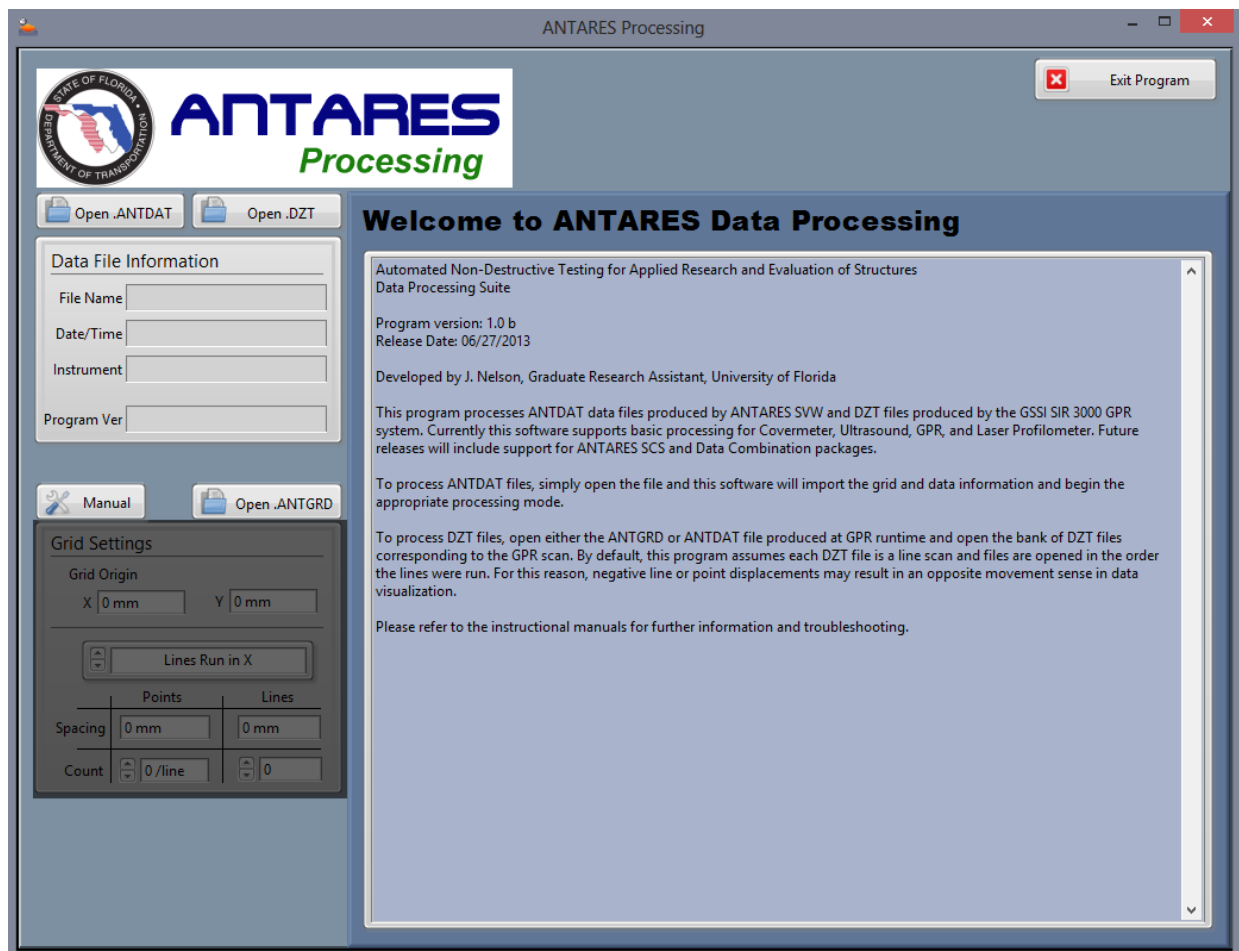 ANTARES Processing
STATE OF FLORIDA
DEPARTMENT OF TRANSPORTATION
ANTARES
Processing
Exit Program
Open .ANTDAT
Open .DZT
Data File Information
File Name
Date/Time
Instrument
Program Ver
Manual
Open .ANTGRD
Grid Settings
Grid Origin
X 0 mm Y 0 mm
Lines Run in X
Points Lines
Spacing 0 mm 0 mm
Count 0 /line 0
Welcome to ANTARES Data Processing
Automated Non-Destructive Testing for Applied Research and Evaluation of Structures
Data Processing Suite
Program version: 1.0 b
Release Date: 06/27/2013
Developed by J. Nelson, Graduate Research Assistant, University of Florida
This program processes ANTDAT data files produced by ANTARES SVW and DZT files produced by the GSSI SIR 3000 GPR
system. Currently this software supports basic processing for Covermeter, Ultrasound, GPR, and Laser Profilometer. Future
releases will include support for ANTARES SCS and Data Combination packages.
To process ANTDAT files, simply open the file and this software will import the grid and data information and begin the
appropriate processing mode.
To process DZT files, open either the ANTGRD or ANTDAT file produced at GPR runtime and open the bank of DZT files
corresponding to the GPR scan. By default, this program assumes each DZT file is a line scan and files are opened in the order
the lines were run. For this reason, negative line or point displacements may result in an opposite movement sense in data
visualization.
Please refer to the instructional manuals for further information and troubleshooting.